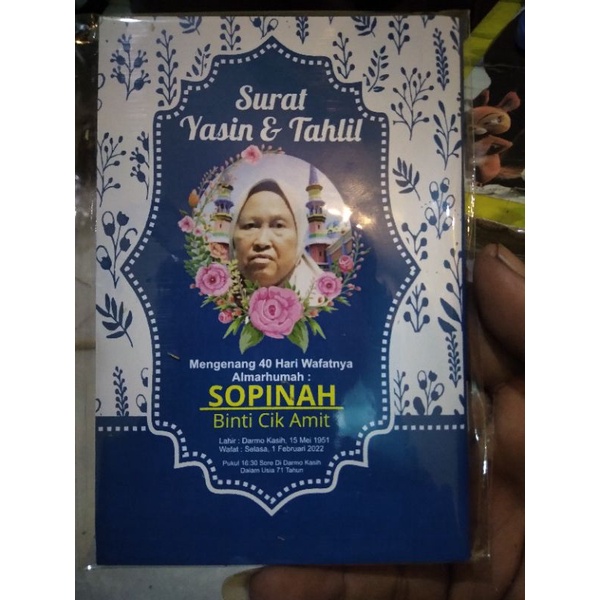 Surat
Yasin & Tahlil
Mengenang 40 Hari Wafatnya
Almarhumah :
SOPINAH
Binti Cik Amit
Lahir : Darmo Kasih, 15 Mei 1951
Wafat : Selasa, 1 Februari 2022
Pukul 16:30 Sore Di Darmo Kasih
Dalam Usia 71 Tahun